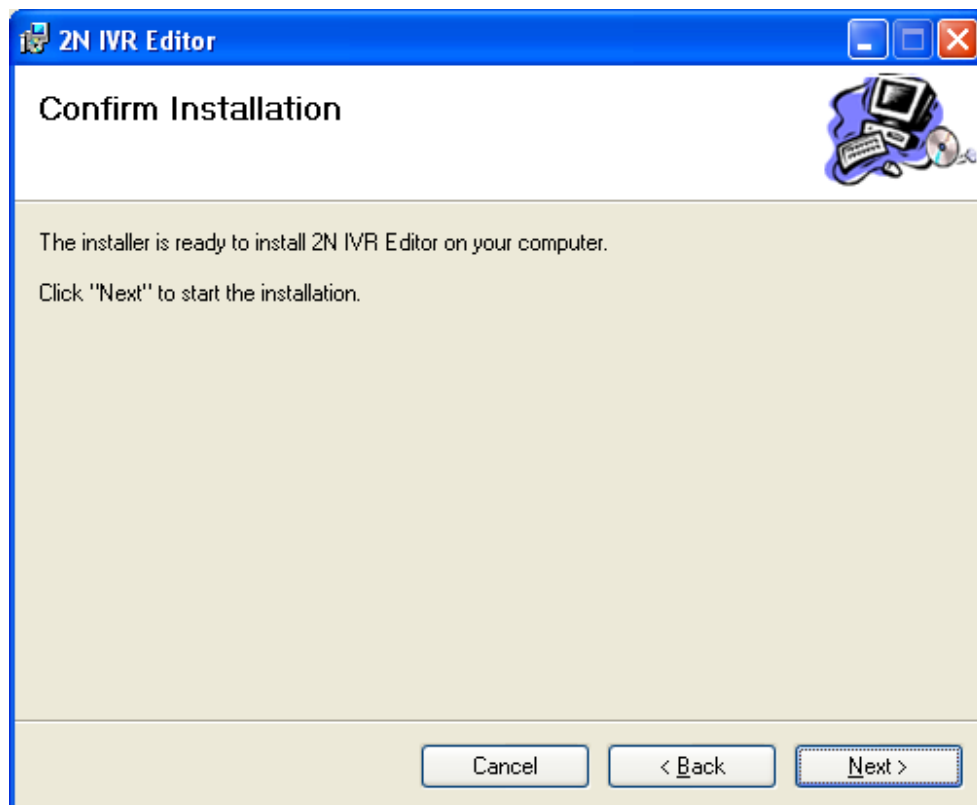 2N IVR Editor
Confirm Installation
The installer is ready to install 2N IVR Editor on your computer.
Click "Next" to start the installation.
Cancel
< Back
Next >